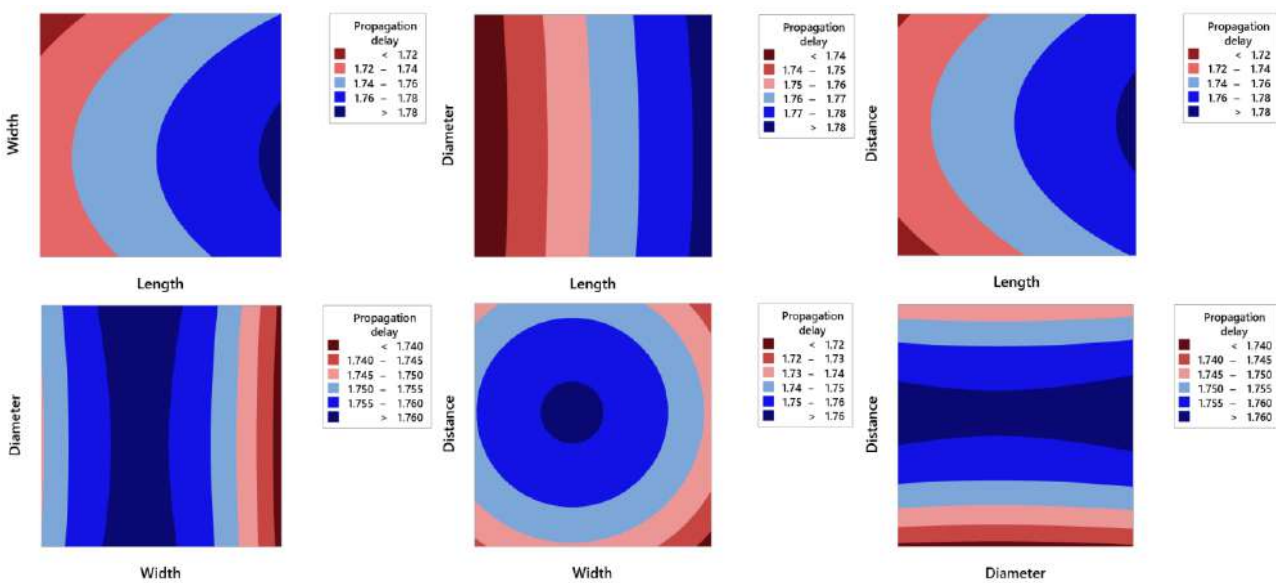 Width
Length
Propagation
delay
< 1.72
1.72 – 1.74
1.74 – 1.76
1.76 – 1.78
> 1.78
Diameter
Length
Propagation
delay
< 1.74
1.74 – 1.75
1.75 – 1.76
1.76 – 1.77
1.77 – 1.78
> 1.78
Distance
Length
Propagation
delay
< 1.72
1.72 – 1.74
1.74 – 1.76
1.76 – 1.78
> 1.78
Diameter
Width
Propagation
delay
< 1.740
1.740 – 1.745
1.745 – 1.750
1.750 – 1.755
1.755 – 1.760
> 1.760
Distance
Width
Propagation
delay
< 1.72
1.72 – 1.73
1.73 – 1.74
1.74 – 1.75
1.75 – 1.76
> 1.76
Distance
Diameter
Propagation
delay
< 1.740
1.740 – 1.745
1.745 – 1.750
1.750 – 1.755
1.755 – 1.760
> 1.760